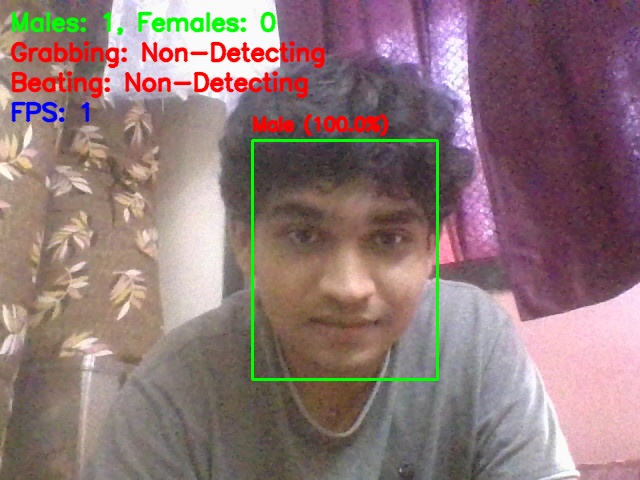 Males: 1, Females: 0
Grabbing: Non-Detecting
Beating: Non-Detecting
FPS: 1
Male (100.0%)